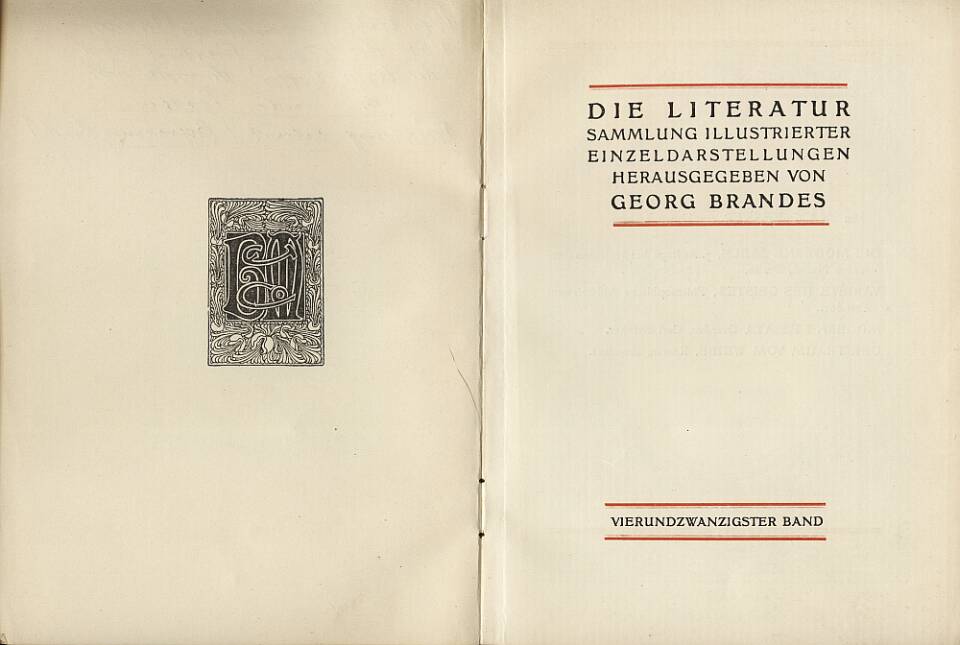 DIE LITERATUR
SAMMLUNG ILLUSTRIERTER
EINZELDARSTELLUNGEN
HERAUSGEGEBEN VON
GEORG BRANDES
VIERUNDZWANZIGSTER BAND